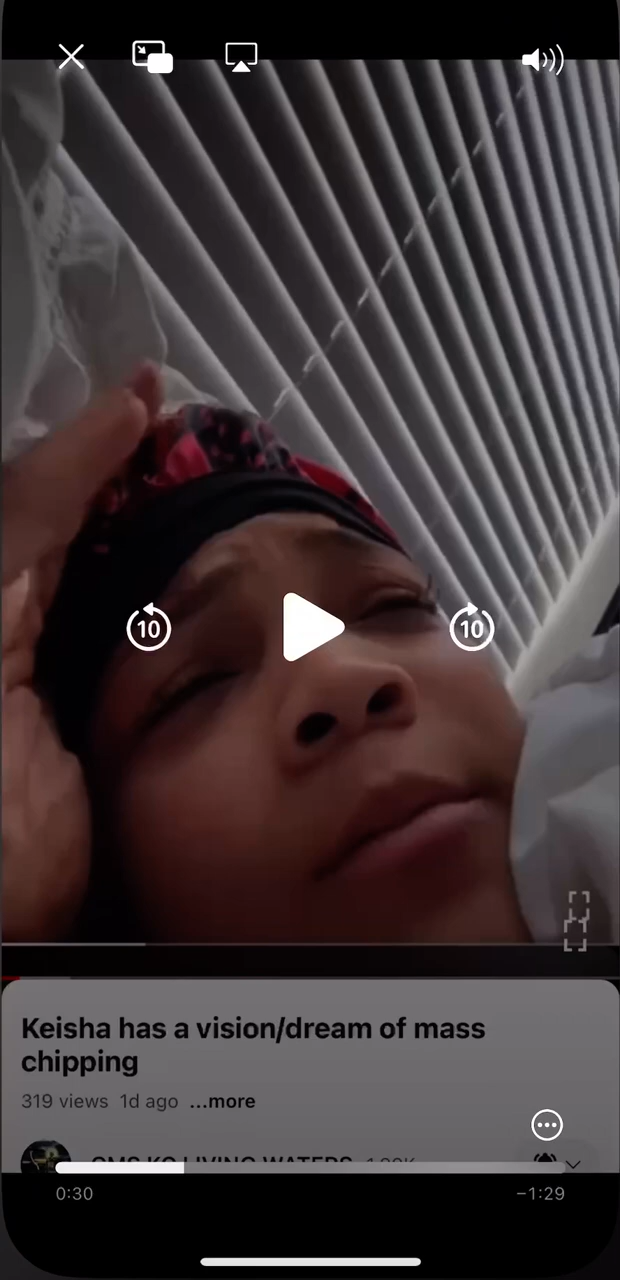 10
10
Keisha has a vision/dream of mass
chipping
319 views 1d ago ...more
0:30
−1:29